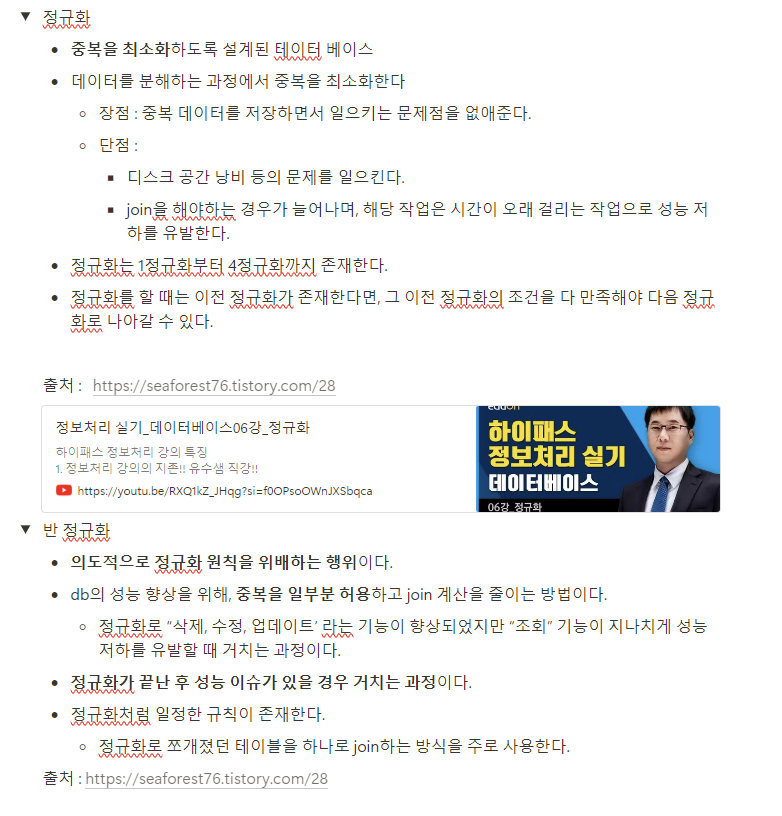 정규화
중복을 최소화하도록 설계된 테이터 베이스
데이터를 분해하는 과정에서 중복을 최소화한다
장점 : 중복 데이터를 저장하면서 일으키는 문제점을 없애준다.
단점 :
디스크 공간 낭비 등의 문제를 일으킨다.
join을 해야하는 경우가 늘어나며, 해당 작업은 시간이 오래 걸리는 작업으로 성능 저
하를 유발한다.
정규화는 1정규화부터 4정규화까지 존재한다.
정규화를 할 때는 이전 정규화가 존재한다면, 그 이전 정규화의 조건을 다 만족해야 다음 정규
화로 나아갈 수 있다.
출처 : https://seaforest76.tistory.com/28
정보처리 실기_데이터베이스06강_정규화
하이패스 정보처리 강의 특징
1. 정보처리 강의의 지존!! 유수샘 직강!!
https://youtu.be/RXQ1kZ_JHqg?si=f0OPsoOWnJXSbqca
하이패스
정보처리 실기
데이터베이스
06강 정규화
반 정규화
의도적으로 정규화 원칙을 위배하는 행위이다.
db의 성능 향상을 위해, 중복을 일부분 허용하고 join 계산을 줄이는 방법이다.
정규화로 “삭제, 수정, 업데이트’ 라는 기능이 향상되었지만 “조회” 기능이 지나치게 성능
저하를 유발할 때 거치는 과정이다.
정규화가 끝난 후 성능 이슈가 있을 경우 거치는 과정이다.
정규화처럼 일정한 규칙이 존재한다.
정규화로 쪼개졌던 테이블을 하나로 join하는 방식을 주로 사용한다.
출처 : https://seaforest76.tistory.com/28